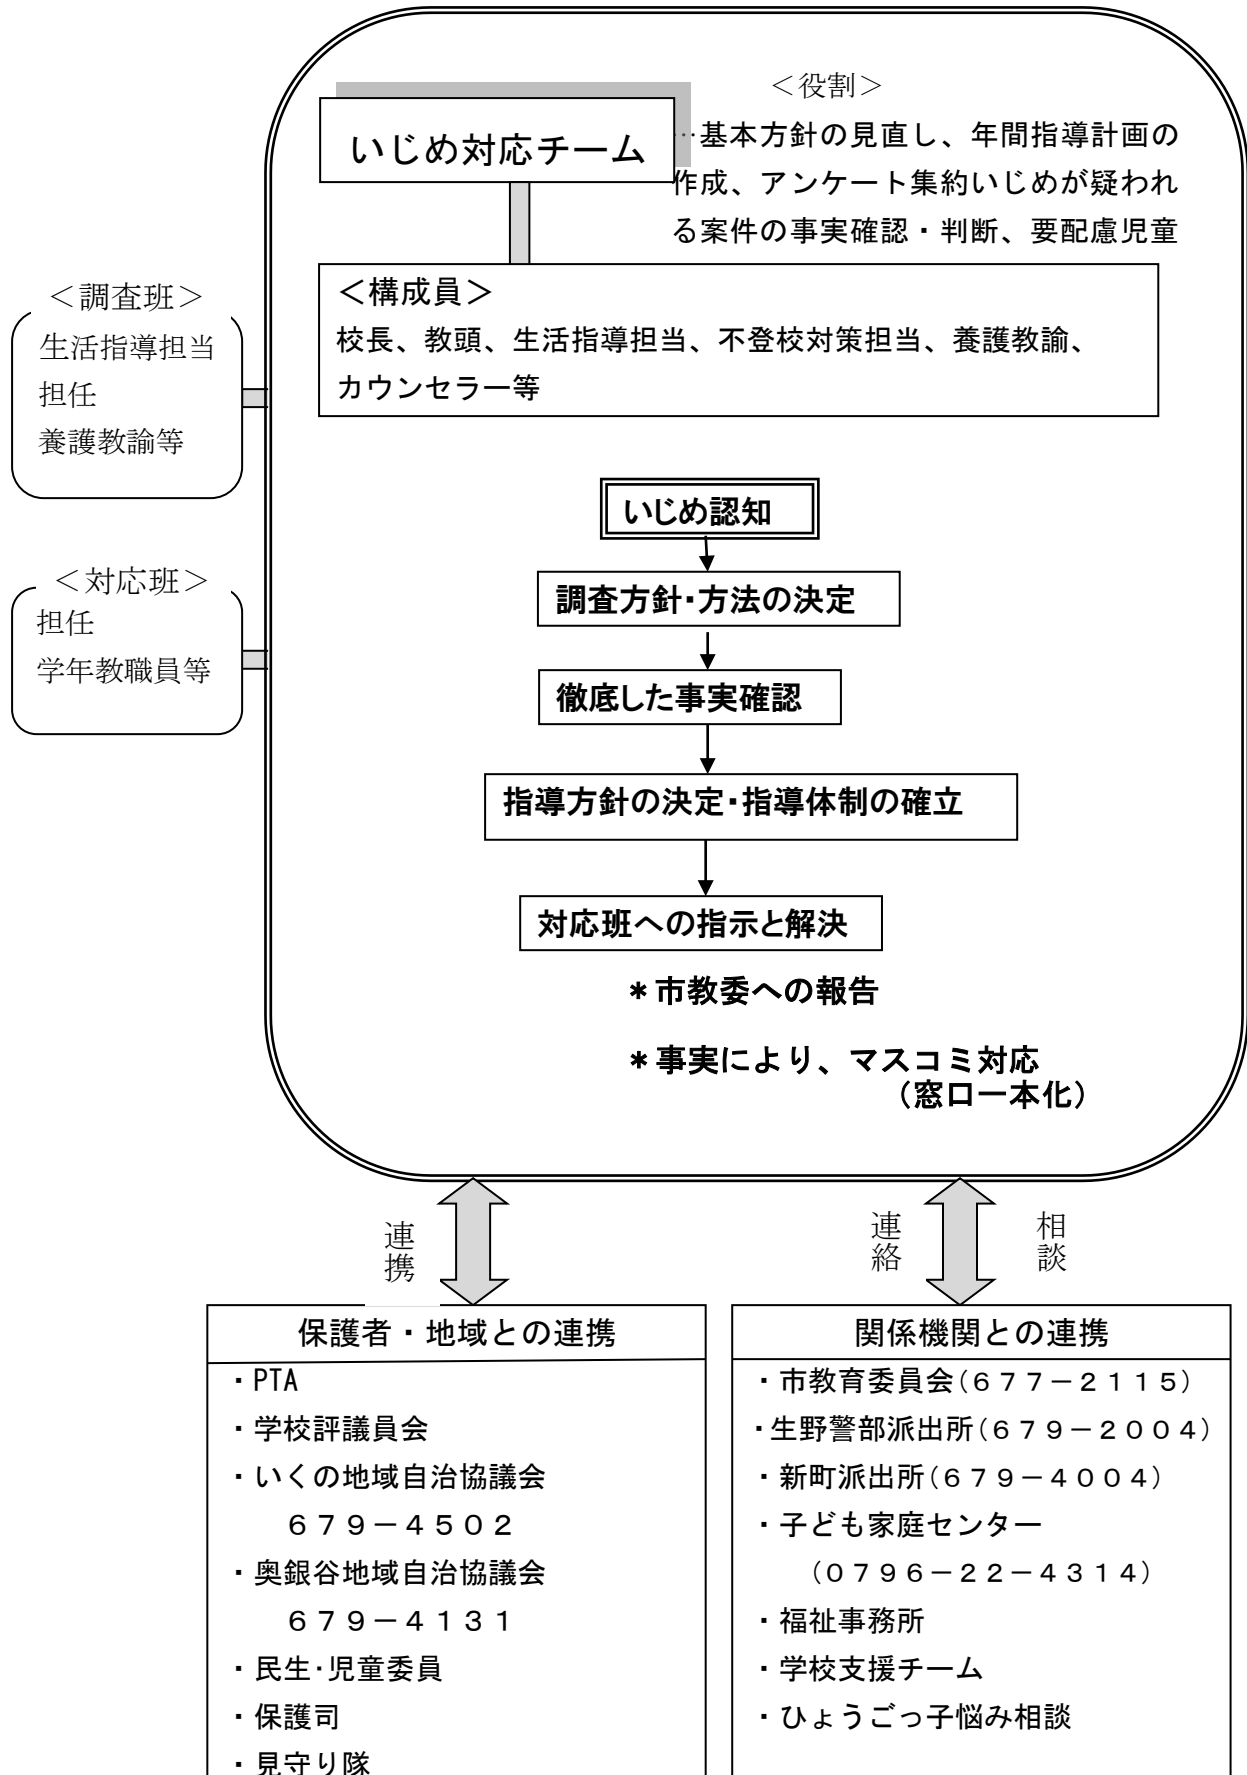 ＜役割＞
いじめ対応チーム
…基本方針の見直し、年間指導計画の
作成、アンケート集約いじめが疑われ
る案件の事実確認・判断、要配慮児童
＜構成員＞
校長、教頭、生活指導担当、不登校対策担当、養護教諭、
カウンセラー等
＜調査班＞
生活指導担当
担任
養護教諭等
＜対応班＞
担任
学年教職員等
いじめ認知
調査方針・方法の決定
徹底した事実確認
指導方針の決定・指導体制の確立
対応班への指示と解決
＊市教委への報告
＊事実により、マスコミ対応
（窓口一本化）
連携
連絡
相談
保護者・地域との連携
・PTA
・学校評議員会
・いくの地域自治協議会
６７９－４５０２
・奥銀谷地域自治協議会
６７９－４１３１
・民生・児童委員
・保護司
・見守り隊
関係機関との連携
・市教育委員会(６７７－２１１５)
・生野警部派出所(６７９－２００４)
・新町派出所(６７９－４００４)
・子ども家庭センター
(０７９６－２２－４３１４)
・福祉事務所
・学校支援チーム
・ひょうごっ子悩み相談